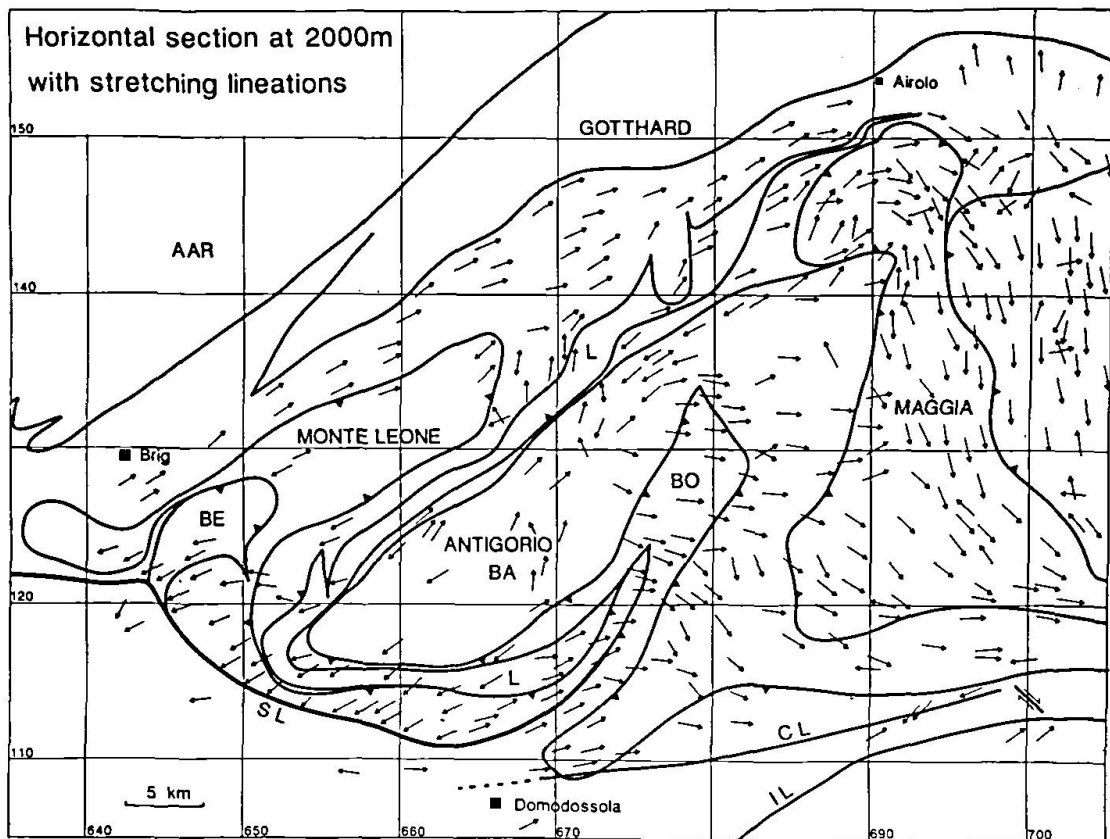 Horizontal section at 2000m
with stretching lineations
Airolo
150
GOTTHARD
AAR
140
L
MAGGIA
MONTE LEONE
Brig
BO
BE
ANTIGORIO
BA
120
L
SL
CL
110
IL
5 km
Domodossola
640
650
660
670
690
700